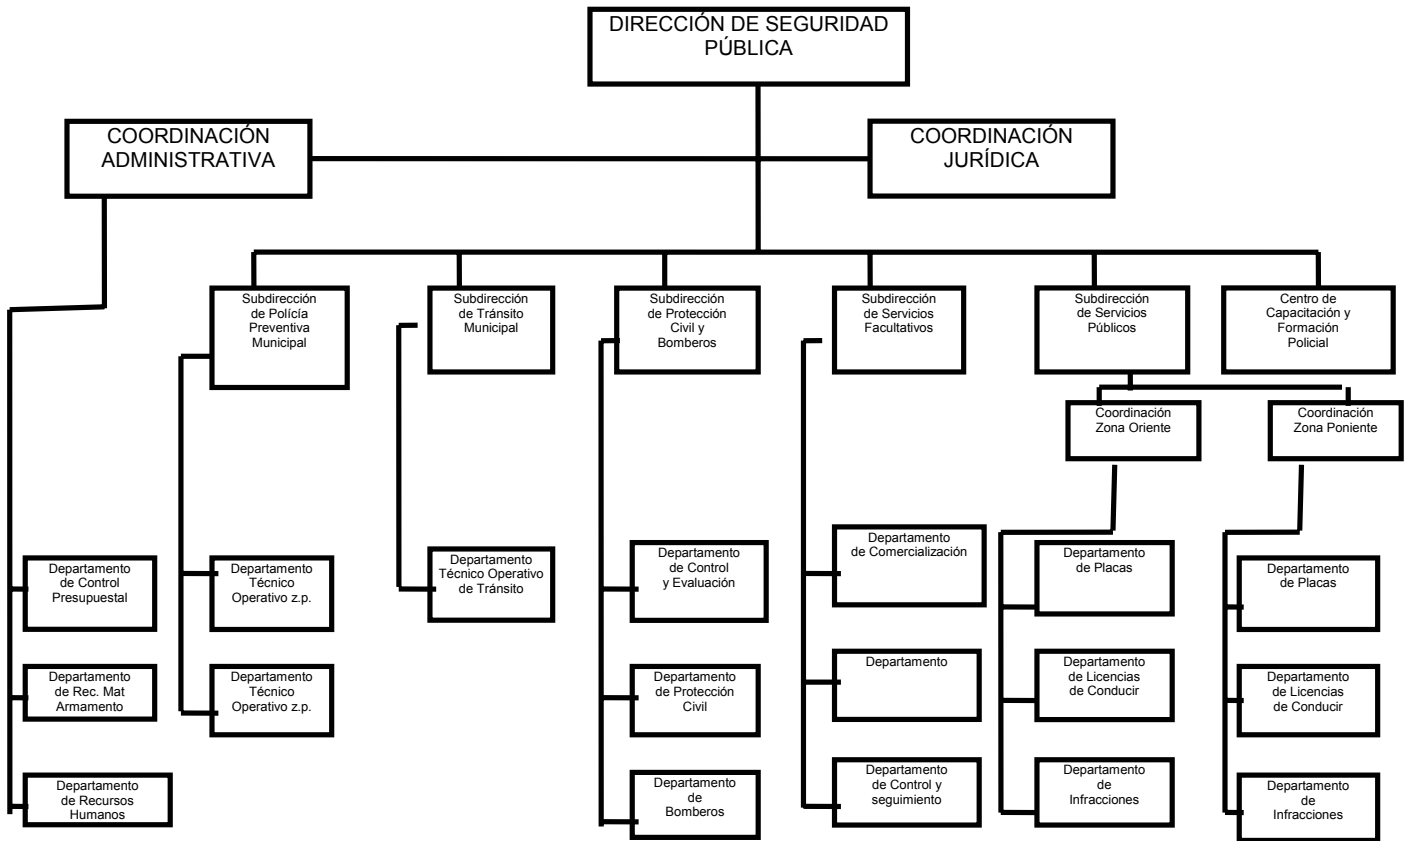 DIRECCIÓN DE SEGURIDAD
PÚBLICA
COORDINACIÓN
ADMINISTRATIVA
COORDINACIÓN
JURÍDICA
Subdirección
de Polícía
Preventiva
Municipal
Subdirección
de Tránsito
Municipal
Subdirección
de Protección
Civil y
Bomberos
Subdirección
de Servicios
Facultativos
Subdirección
de Servicios
Públicos
Centro de
Capacitación y
Formación
Policial
Coordinación
Zona Oriente
Coordinación
Zona Poniente
Departamento
de Control
Presupuestal
Departamento
de Rec. Mat
Armamento
Departamento
de Recursos
Humanos
Departamento
Técnico
Operativo z.p.
Departamento
Técnico
Operativo z.p.
Departamento
Técnico Operativo
de Tránsito
Departamento
de Control
y Evaluación
Departamento
de Protección
Civil
Departamento
de
Bomberos
Departamento
de Comercialización
Departamento
Departamento
de Control y
seguimiento
Departamento
de Placas
Departamento
de Licencias
de Conducir
Departamento
de
Infracciones
Departamento
de Placas
Departamento
de Licencias
de Conducir
Departamento
de
Infracciones